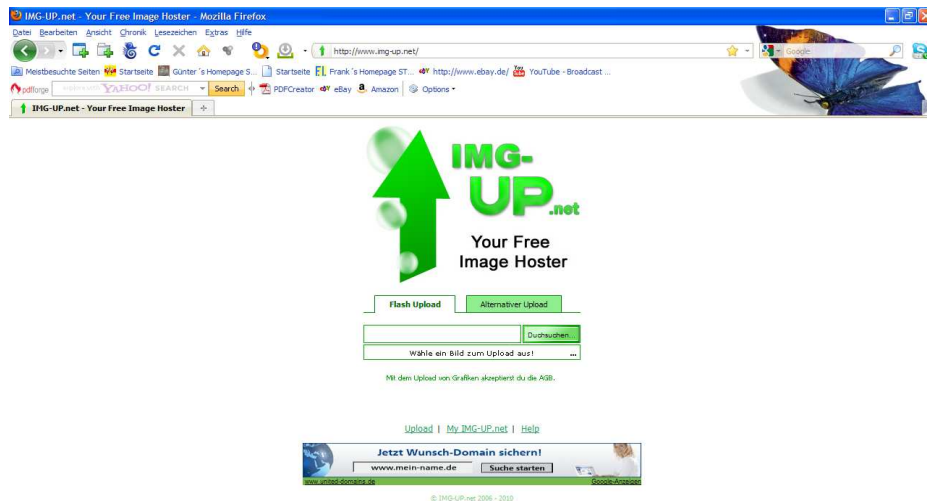 IMG-UP.net - Your Free Image Hoster - Mozilla Firefox
Datei Bearbeiten Ansicht Chronik Lesezeichen Extras Hilfe
http://www.img-up.net/
Google
Meistbesuchte Seiten Startseite Günter´s Homepage S... Startseite FL Frank´s Homepage ST... http://www.ebay.de/ YouTube - Broadcast ...
pdfforge YAHOO! SEARCH Search PDFCreator eBay Amazon Options
IMG-UP.net - Your Free Image Hoster
IMG-
UP.net
Your Free
Image Hoster
Flash Upload Alternativer Upload
Duchsuchen...
Wähle ein Bild zum Upload aus! ...
Mit dem Upload von Grafiken akzeptierst du die AGB.
Upload | My IMG-UP.net | Help
Jetzt Wunsch-Domain sichern!
www.mein-name.de Suche starten
www.united-domains.de Google-Anzeigen
© IMG-UP.net 2006 - 2010